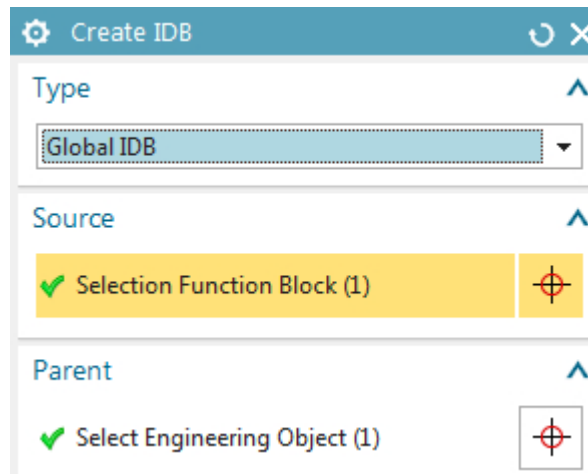 Create IDB
Type
Global IDB
Source
Selection Function Block (1)
Parent
Select Engineering Object (1)